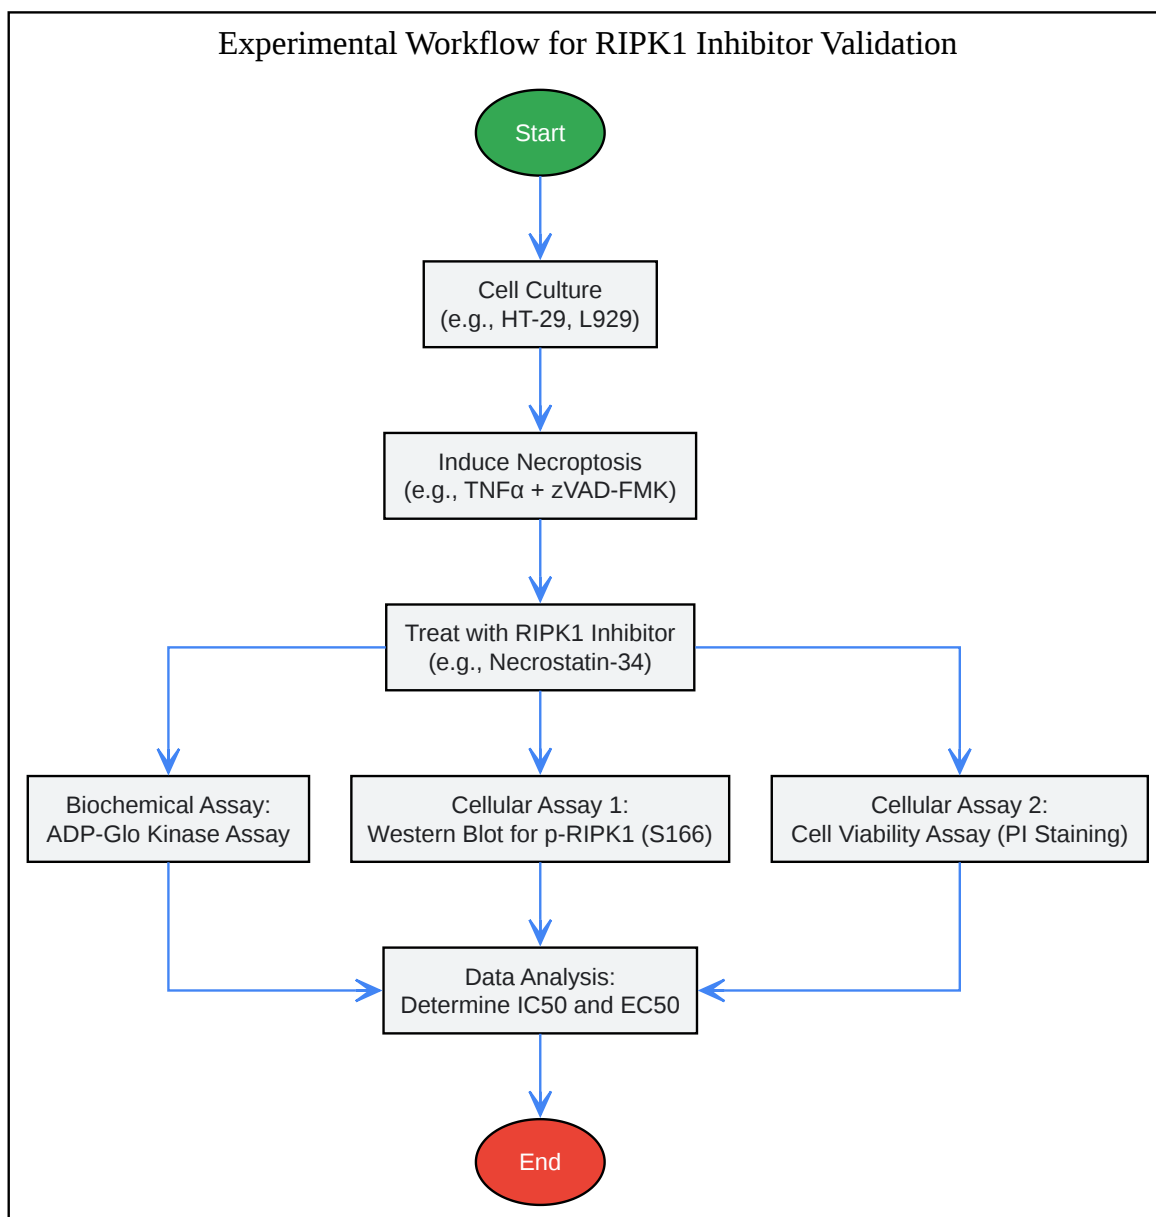 Experimental Workflow for RIPK1 Inhibitor Validation
Start
Cell Culture
(e.g., HT-29, L929)
Induce Necroptosis
(e.g., TNFα + zVAD-FMK)
Treat with RIPK1 Inhibitor
(e.g., Necrostatin-34)
Biochemical Assay:
ADP-Glo Kinase Assay
Cellular Assay 1:
Western Blot for p-RIPK1 (S166)
Cellular Assay 2:
Cell Viability Assay (PI Staining)
Data Analysis:
Determine IC50 and EC50
End